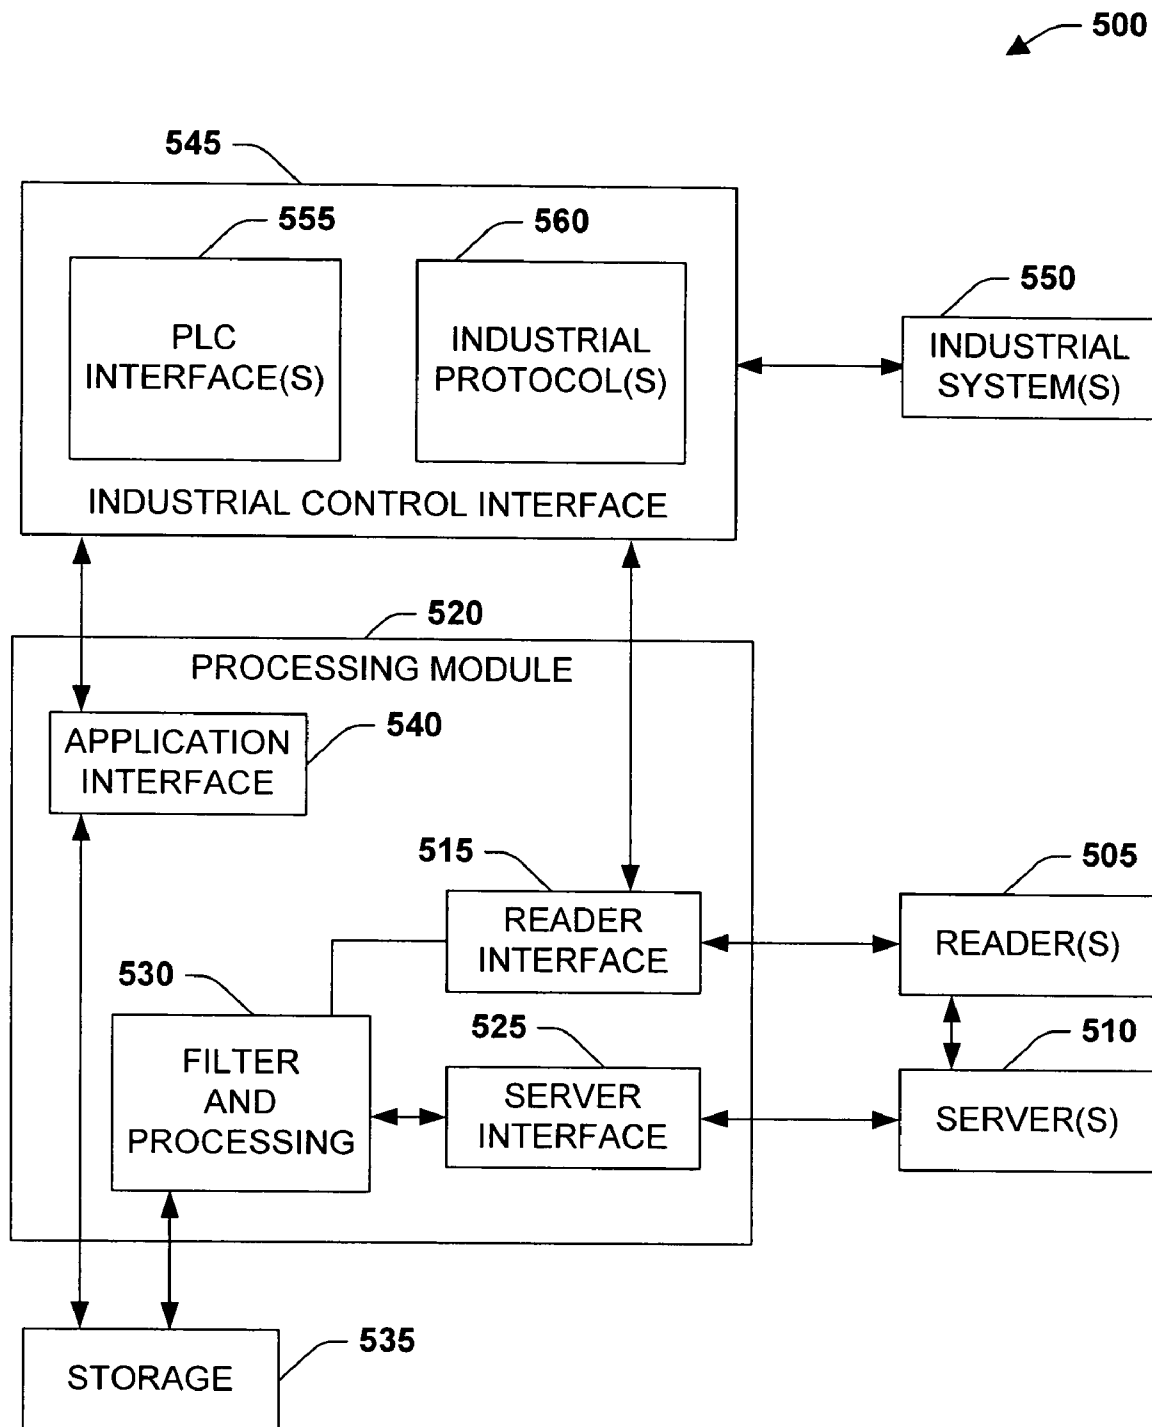 500
545
555
560
PLC
INTERFACE(S)
INDUSTRIAL
PROTOCOL(S)
550
INDUSTRIAL
SYSTEM(S)
INDUSTRIAL CONTROL INTERFACE
520
PROCESSING MODULE
540
APPLICATION
INTERFACE
515
READER
INTERFACE
505
READER(S)
530
FILTER
AND
PROCESSING
525
SERVER
INTERFACE
510
SERVER(S)
535
STORAGE